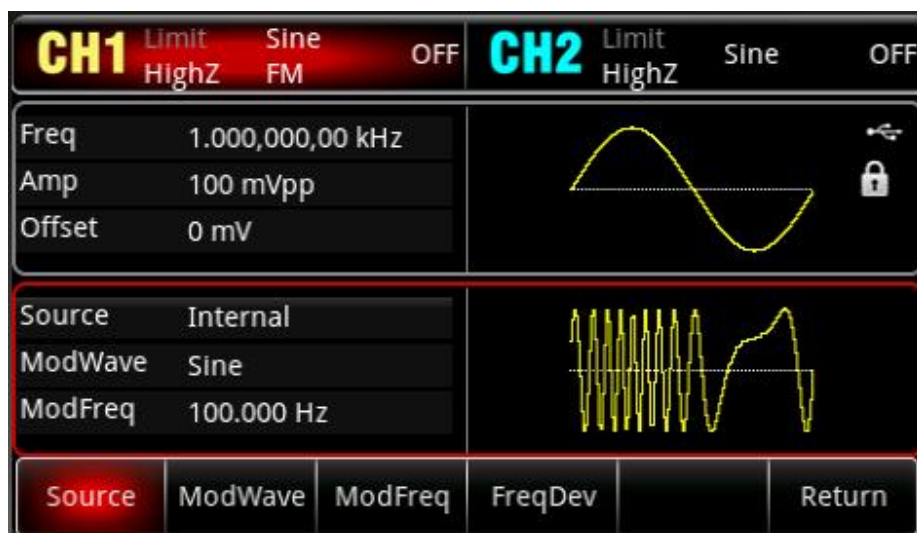 CH1 Limit Sine OFF CH2 Limit Sine OFF
HighZ FM HighZ
Freq 1.000,000,00 kHz
Amp 100 mVpp
Offset 0 mV
Source Internal
ModWave Sine
ModFreq 100.000 Hz
Source ModWave ModFreq FreqDev Return